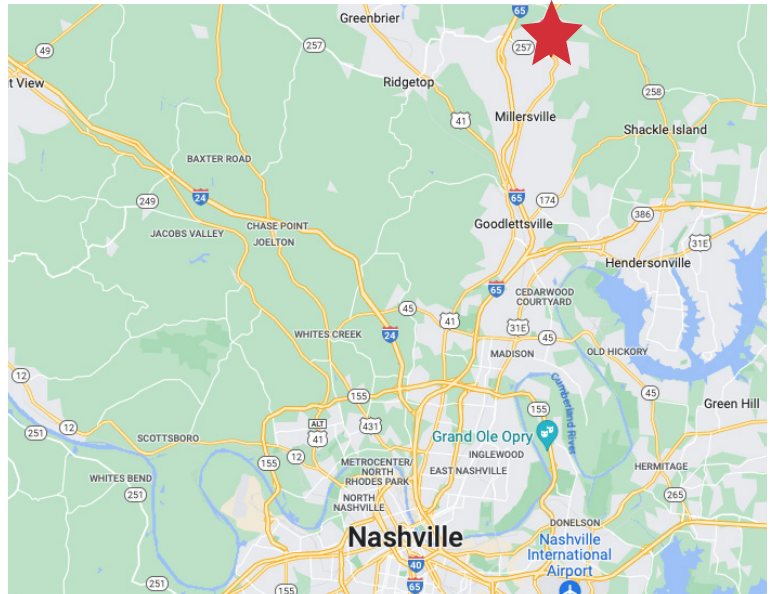 65
Greenbrier
257
257
49
t View
Ridgetop
258
41
Millersville
Shackle Island
BAXTER ROAD
24
249
65
174
386
CHASE POINT
Goodlettsville
JACOBS VALLEY
JOELTON
31E
Hendersonville
65
CEDARWOOD
COURTYARD
45
41
31E
WHITES CREEK
24
45
MADISON
OLD HICKORY
12
155
45
Cumberland River
Green Hill
155
12
ALT
41
431
251
SCOTTSBORO
Grand Ole Opry
12
INGLEWOOD
155
METROCENTER/
NORTH
RHODES PARK
EAST NASHVILLE
HERMITAGE
WHITES BEND
251
265
NORTH
NASHVILLE
DONELSON
Nashville
Nashville
International
Airport
40
251
65
155